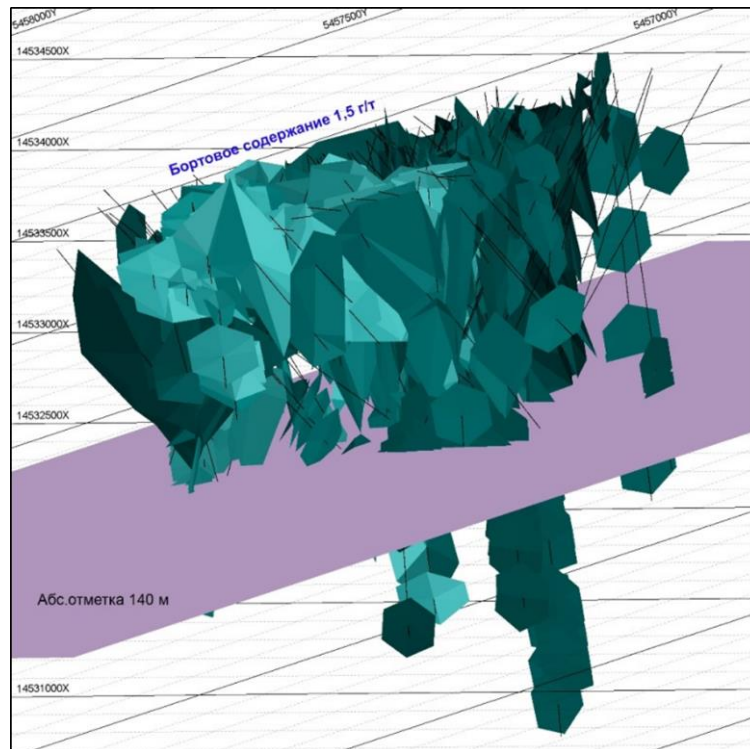 5458000Y
5457500Y
5457000Y
14534500X
14534000X
Бортовое содержание 1,5 г/т
14533500X
14533000X
14532500X
Абс.отметка 140 м
14531000X